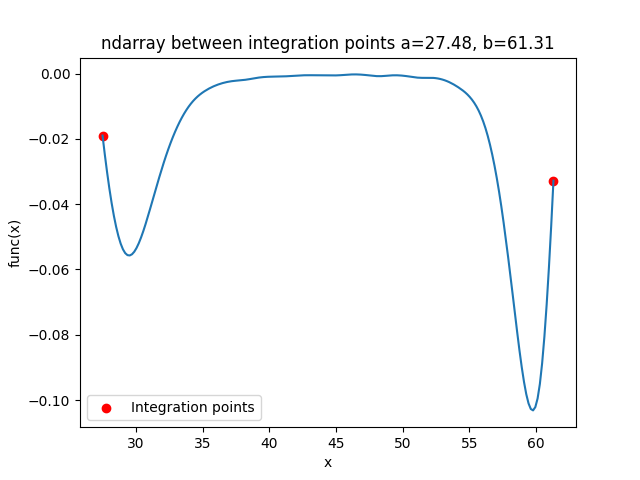 ndarray between integration points a=27.48, b=61.31
0.00
−0.02
−0.04
−0.06
−0.08
−0.10
func(x)
Integration points
30 35 40 45 50 55 60
x